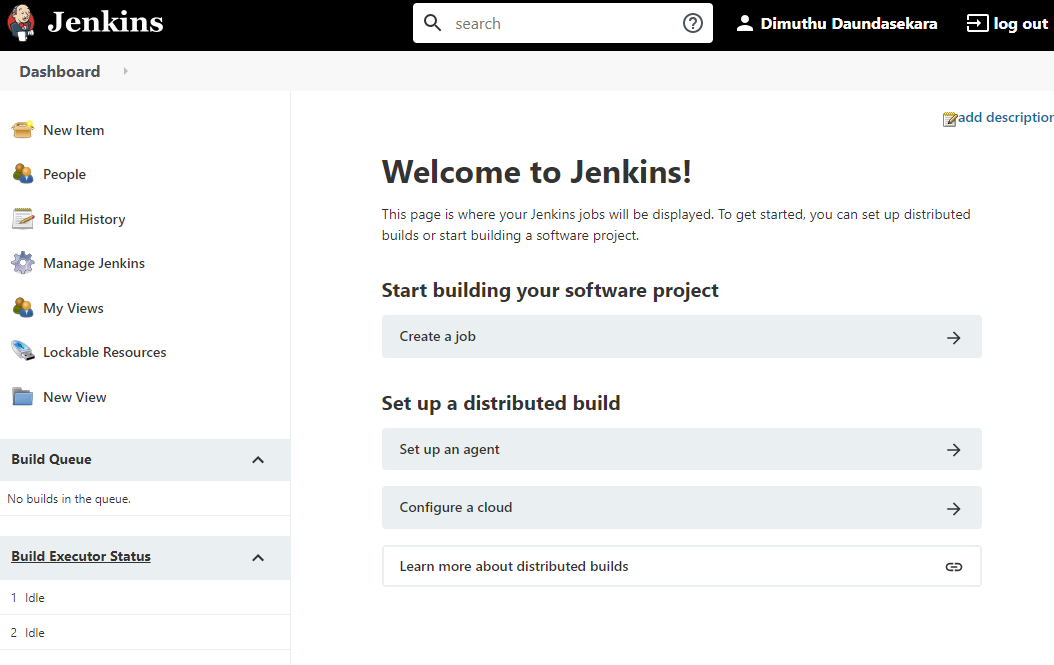 Jenkins
search
Dimuthu Daundasekara
log out
Dashboard
New Item
People
Build History
Manage Jenkins
My Views
Lockable Resources
New View
Build Queue
No builds in the queue.
Build Executor Status
1 Idle
2 Idle
add description
Welcome to Jenkins!
This page is where your Jenkins jobs will be displayed. To get started, you can set up distributed
builds or start building a software project.
Start building your software project
Create a job
Set up a distributed build
Set up an agent
Configure a cloud
Learn more about distributed builds